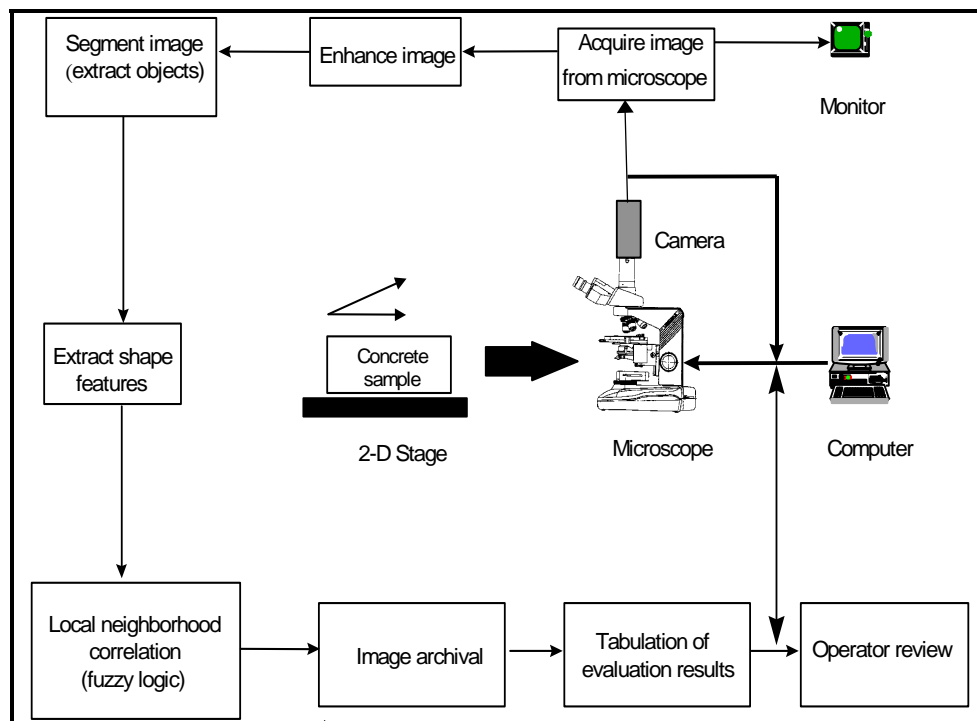 Segment image
(extract objects)
Enhance image
Acquire image
from microscope
Monitor
Camera
Extract shape
features
Concrete
sample
2-D Stage
Microscope
Computer
Local neighborhood
correlation
(fuzzy logic)
Image archival
Tabulation of
evaluation results
Operator review